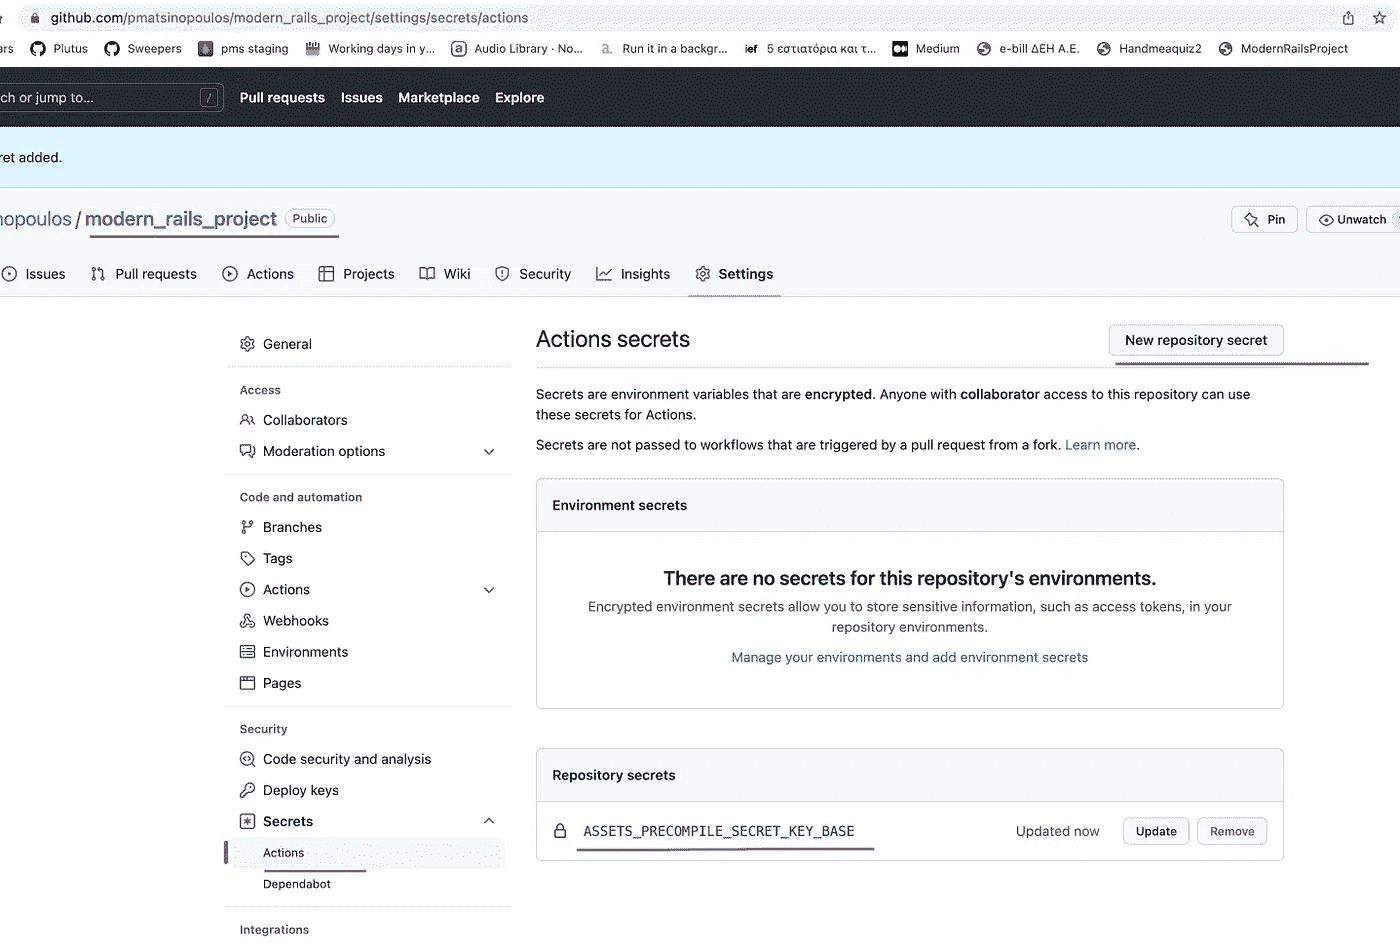 github.com/pmatsinopoulos/modern_rails_project/settings/secrets/actions
ars Plutus Sweepers pms staging Working days in y... Audio Library · No... Run it in a backgr... 5 εστιατόρια και τ... Medium e-bill ΔΕΗ Α.Ε. Handmeaquiz2 ModernRailsProject
ch or jump to... / Pull requests Issues Marketplace Explore
ret added.
nopoulos / modern_rails_project Public Pin Unwatch
Issues Pull requests Actions Projects Wiki Security Insights Settings
General
Access
Collaborators
Moderation options
Code and automation
Branches
Tags
Actions
Webhooks
Environments
Pages
Security
Code security and analysis
Deploy keys
Secrets
Actions
Dependabot
Integrations
Actions secrets New repository secret
Secrets are environment variables that are encrypted. Anyone with collaborator access to this repository can use
these secrets for Actions.
Secrets are not passed to workflows that are triggered by a pull request from a fork. Learn more.
Environment secrets
There are no secrets for this repository's environments.
Encrypted environment secrets allow you to store sensitive information, such as access tokens, in your
repository environments.
Manage your environments and add environment secrets
Repository secrets
ASSETS_PRECOMPILE_SECRET_KEY_BASE Updated now Update Remove